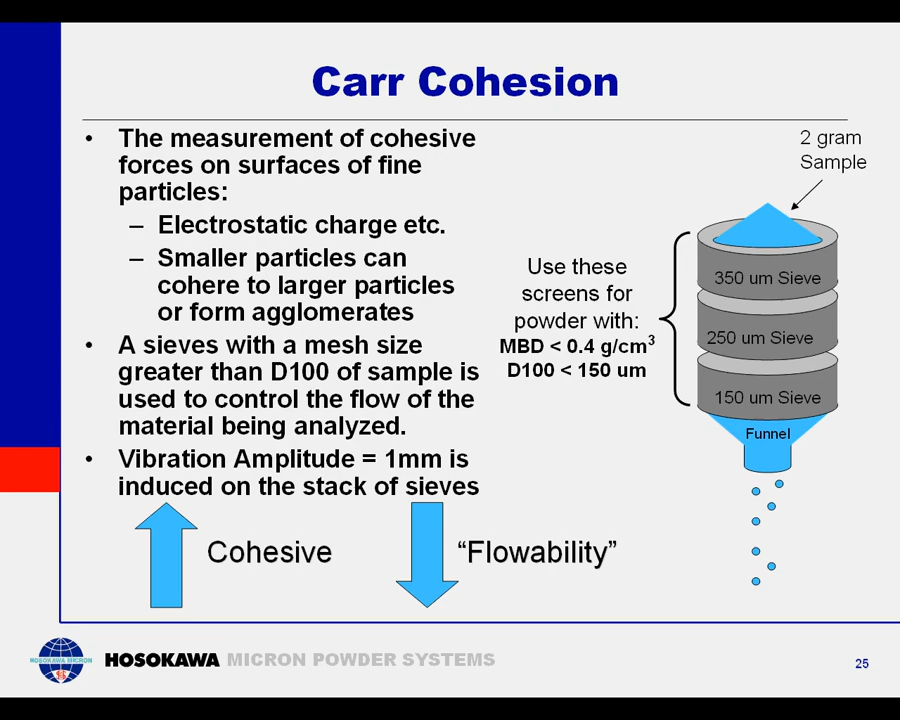 Carr Cohesion
• The measurement of cohesive
forces on surfaces of fine
particles:
– Electrostatic charge etc.
– Smaller particles can
cohere to larger particles
or form agglomerates
• A sieves with a mesh size
greater than D100 of sample is
used to control the flow of the
material being analyzed.
• Vibration Amplitude = 1mm is
induced on the stack of sieves
Cohesive
“Flowability”
Use these
screens for
powder with:
MBD < 0.4 g/cm³
D100 < 150 um
2 gram
Sample
350 um Sieve
250 um Sieve
150 um Sieve
Funnel
HOSOKAWA MICRON
HOSOKAWA MICRON POWDER SYSTEMS
25